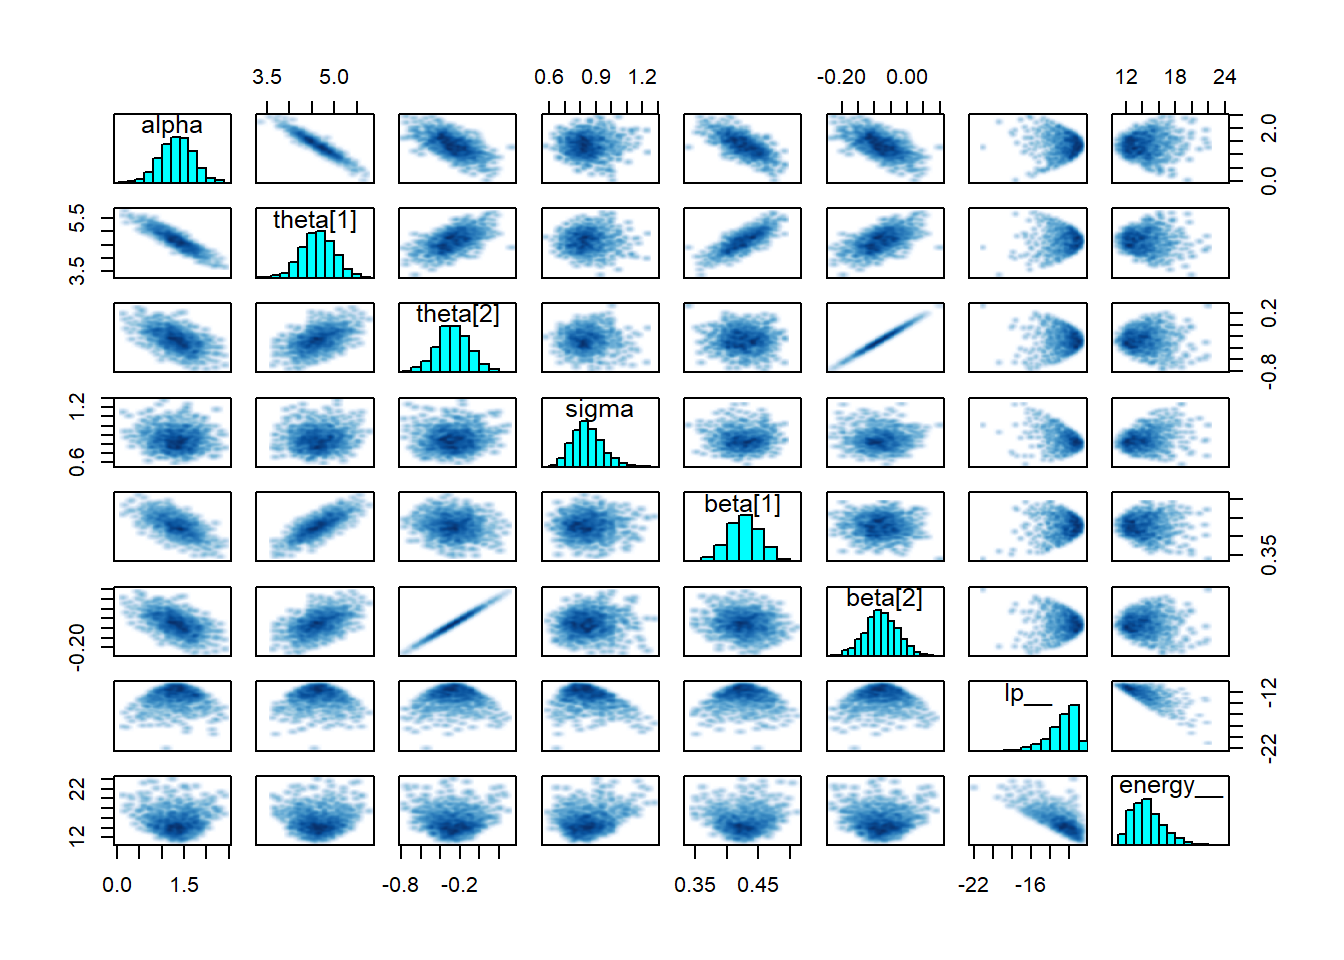 3.5 5.0 0.6 0.9 1.2 -0.20 0.00 12 18 24
alpha
0.0 2.0
theta[1]
3.5 5.5
theta[2]
-0.8 0.2
sigma
0.6 1.2
beta[1]
0.35
beta[2]
-0.20
lp__
-22 -12
energy__
12 22
0.0 1.5 -0.8 -0.2 0.35 0.45 -22 -16